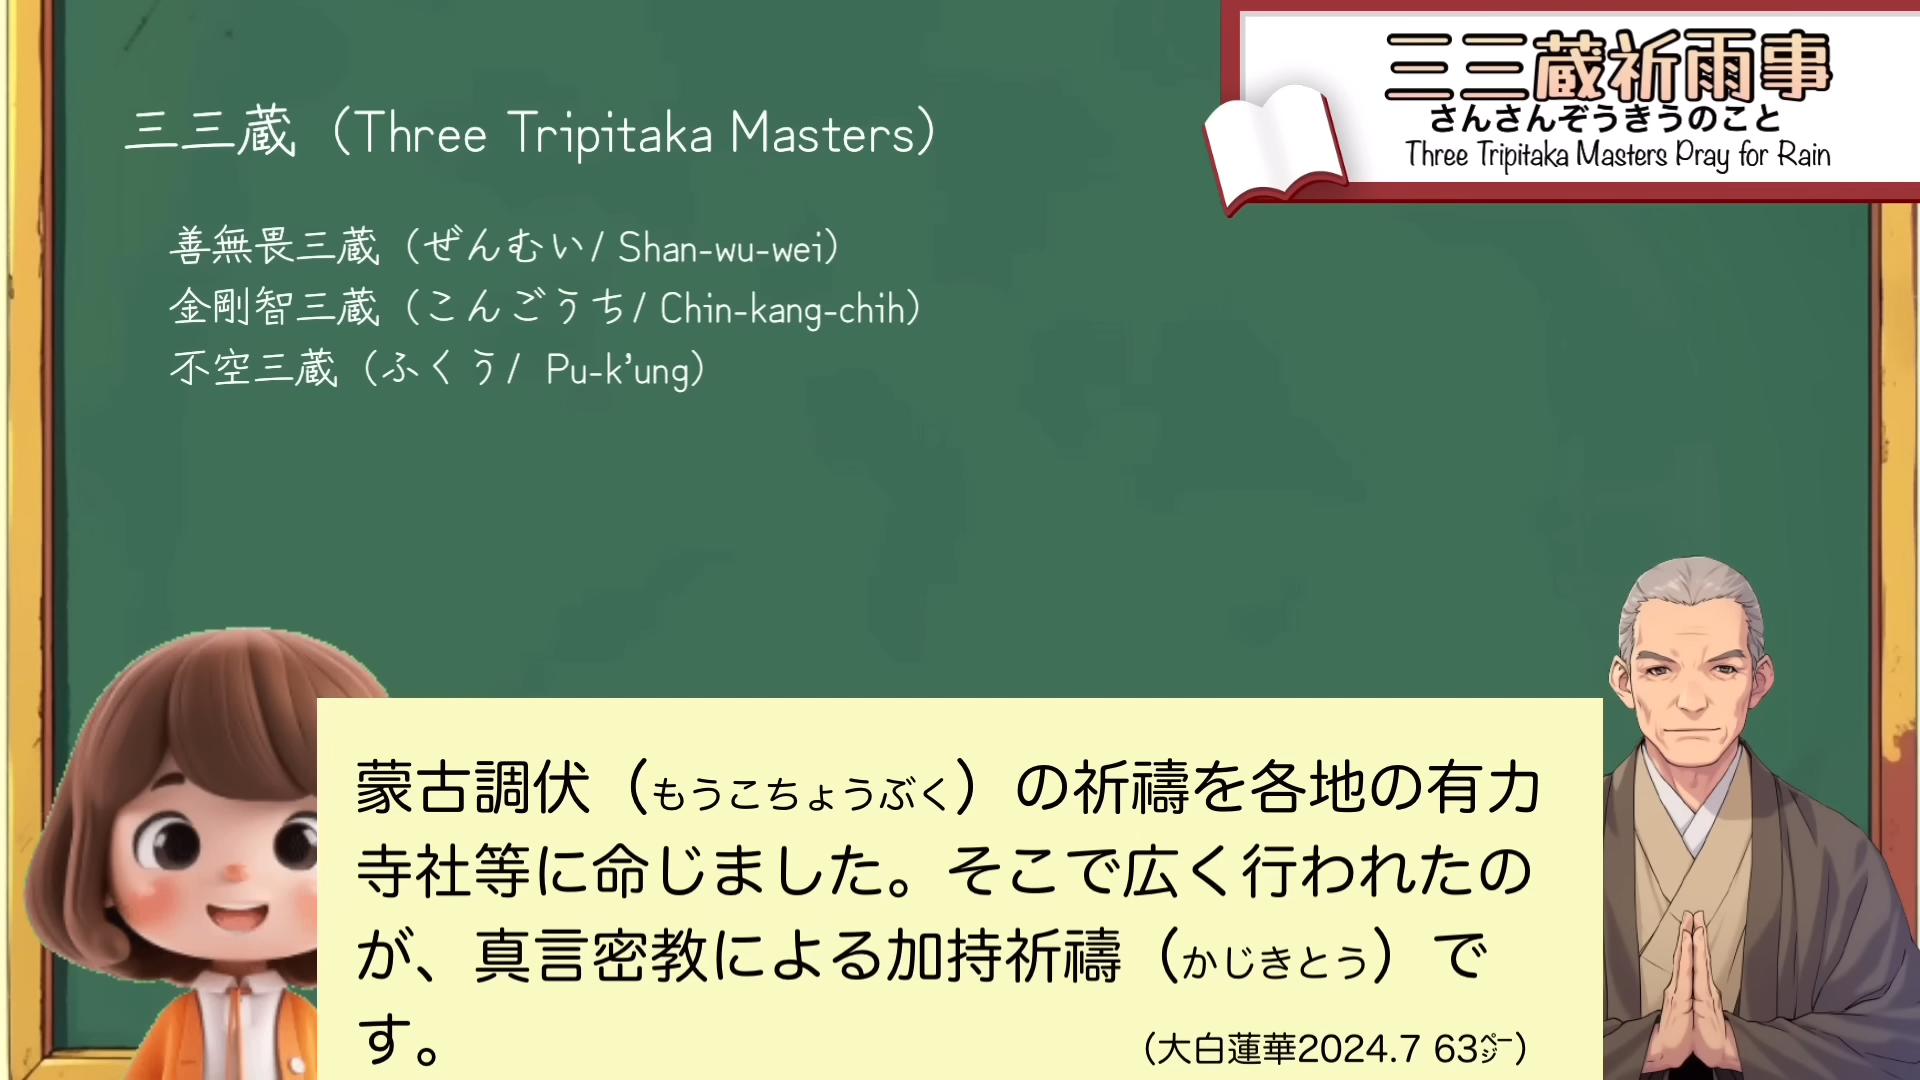 三三蔵祈雨事
さんさんぞうきうのこと
Three Tripitaka Masters Pray for Rain
三三蔵（Three Tripitaka Masters）
善無畏三蔵（ぜんむい/ Shan-wu-wei）
金剛智三蔵（こんごうち/ Chin-kang-chih）
不空三蔵（ふくう/ Pu-k’ung）
蒙古調伏（もうこちょうぶく）の祈禱を各地の有力
寺社等に命じました。そこで広く行われたの
が、真言密教による加持祈禱（かじきとう）で
す。
（大白蓮華2024.7 63㌻）